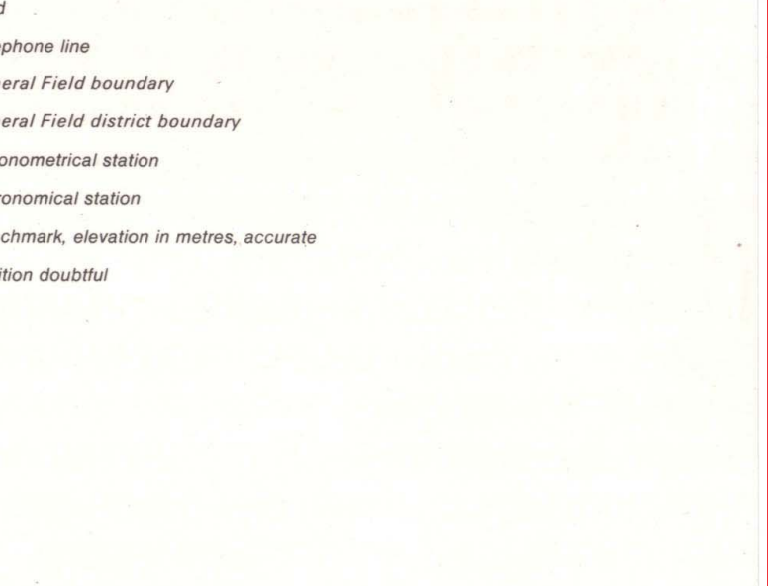 d
phone line
eral Field boundary
eral Field district boundary
onometrical station
ronomical station
chmark, elevation in metres, accurate
ition doubtful